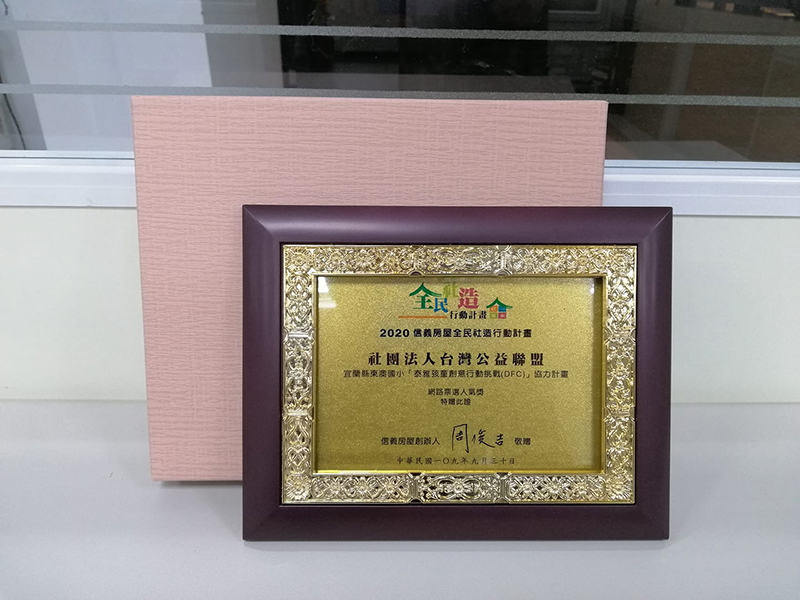 全民社造
行動計畫
2020 信義房屋全民社造行動計畫
社團法人台灣公益聯盟
宜蘭縣東澳國小「泰雅孩童創意行動挑戰(DFC)」協力計畫
網路票選人氣獎
特贈此證
信義房屋創辦人 周俊吉 敬贈
中華民國一〇九年九月三十日